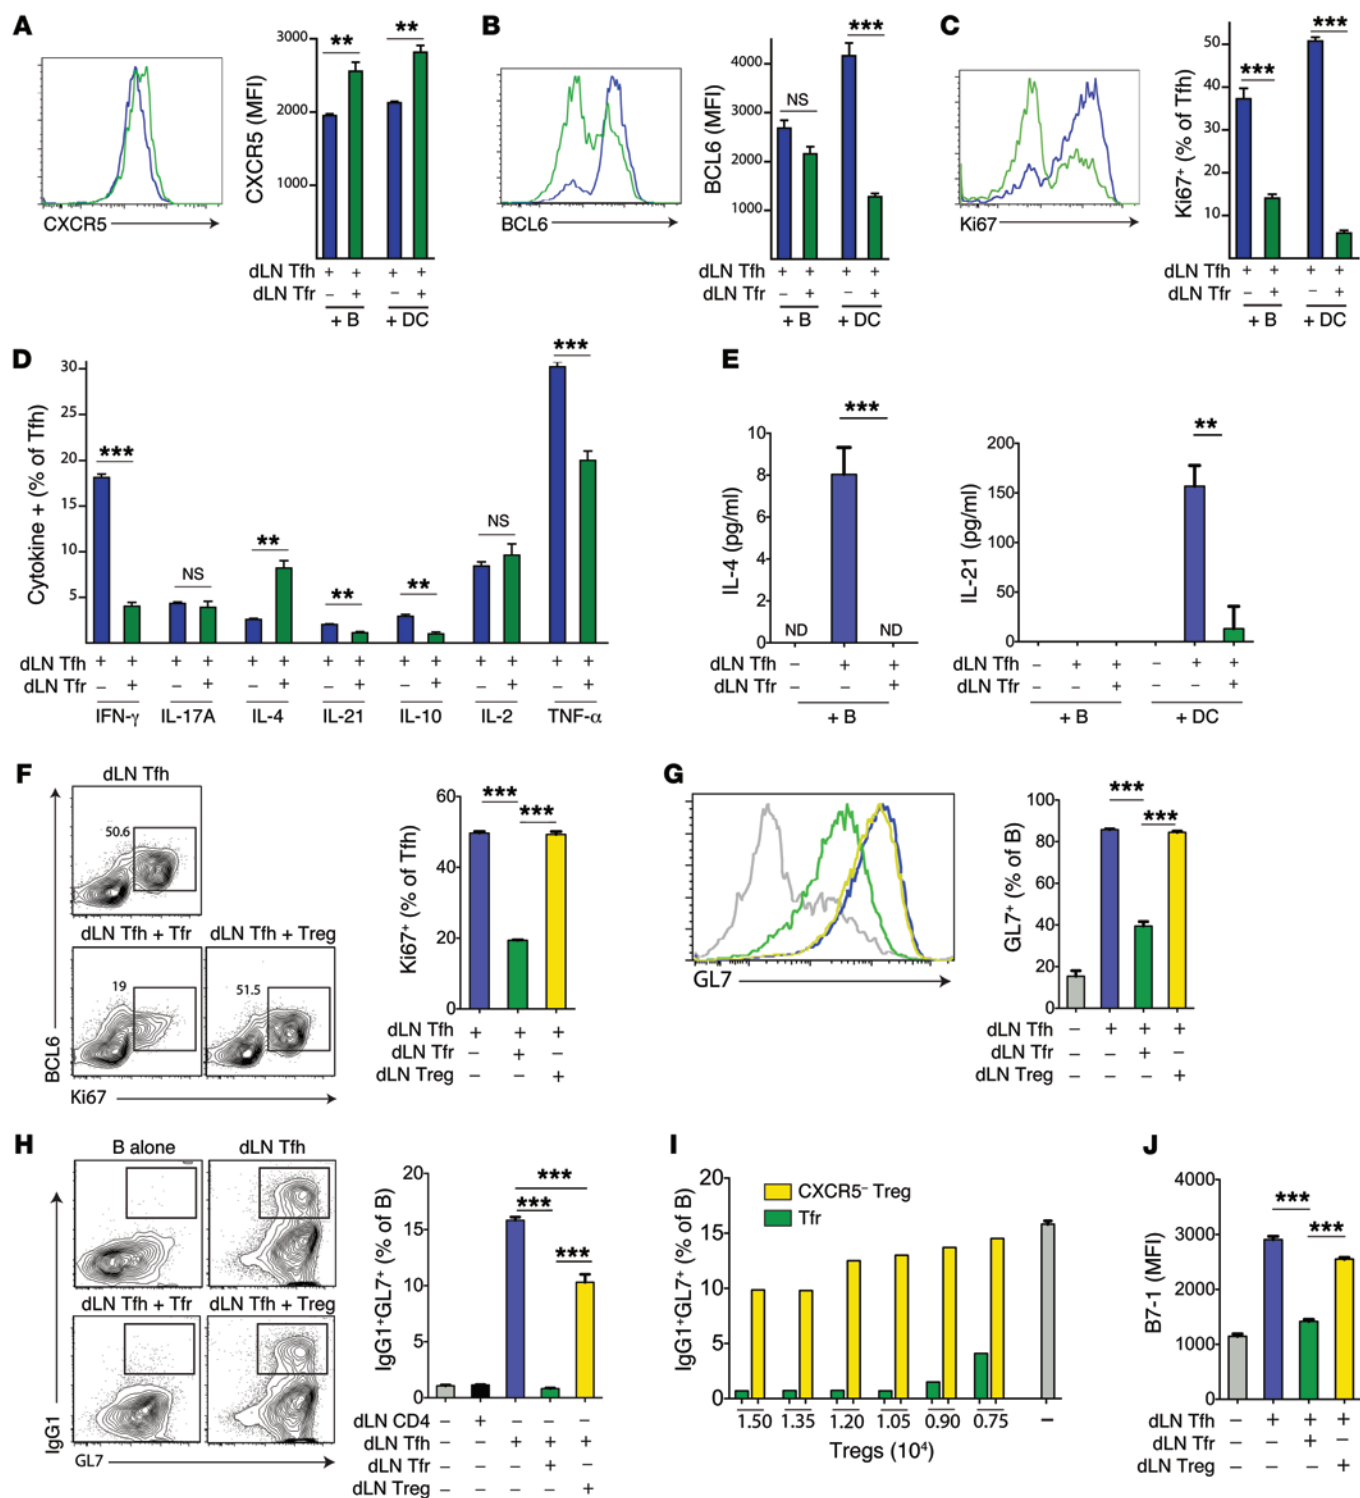 A
CXCR5
CXCR5 (MFI)
3000
2000
1000
** **
dLN Tfh + + + +
dLN Tfr – + – +
+ B + DC
B
BCL6
BCL6 (MFI)
4000
3000
2000
1000
NS ***
dLN Tfh + + + +
dLN Tfr – + – +
+ B + DC
C
Ki67
Ki67+ (% of Tfh)
50
40
30
20
10
*** ***
dLN Tfh + + + +
dLN Tfr – + – +
+ B + DC
D
Cytokine + (% of Tfh)
30
25
20
15
10
5
*** NS ** ** ** NS ***
dLN Tfh + + + + + + + + + + + + + +
dLN Tfr – + – + – + – + – + – + – +
IFN-γ IL-17A IL-4 IL-21 IL-10 IL-2 TNF-α
E
IL-4 (pg/ml)
10
8
6
4
2
0
***
ND ND
dLN Tfh – + +
dLN Tfr – – +
+ B
IL-21 (pg/ml)
200
150
100
50
0
**
dLN Tfh – + + – + +
dLN Tfr – – + – – +
+ B + DC
F
dLN Tfh
50.6
dLN Tfh + Tfr dLN Tfh + Treg
19 51.5
BCL6
Ki67
Ki67+ (% of Tfh)
60
40
20
0
*** ***
dLN Tfh + + +
dLN Tfr – + –
dLN Treg – – +
G
GL7
GL7+ (% of B)
100
80
60
40
20
0
*** ***
dLN Tfh – + + +
dLN Tfr – – + –
dLN Treg – – – +
H
B alone dLN Tfh
dLN Tfh + Tfr dLN Tfh + Treg
IgG1
GL7
IgG1+GL7+ (% of B)
20
15
10
5
0
*** *** ***
dLN CD4 – + – – –
dLN Tfh – – + + +
dLN Tfr – – – + –
dLN Treg – – – – +
I
IgG1+GL7+ (% of B)
20
15
10
5
0
CXCR5– Treg
Tfr
1.50 1.35 1.20 1.05 0.90 0.75 –
Tregs (10⁴)
J
B7-1 (MFI)
4000
3000
2000
1000
0
*** ***
dLN Tfh – + + +
dLN Tfr – – + –
dLN Treg – – – +